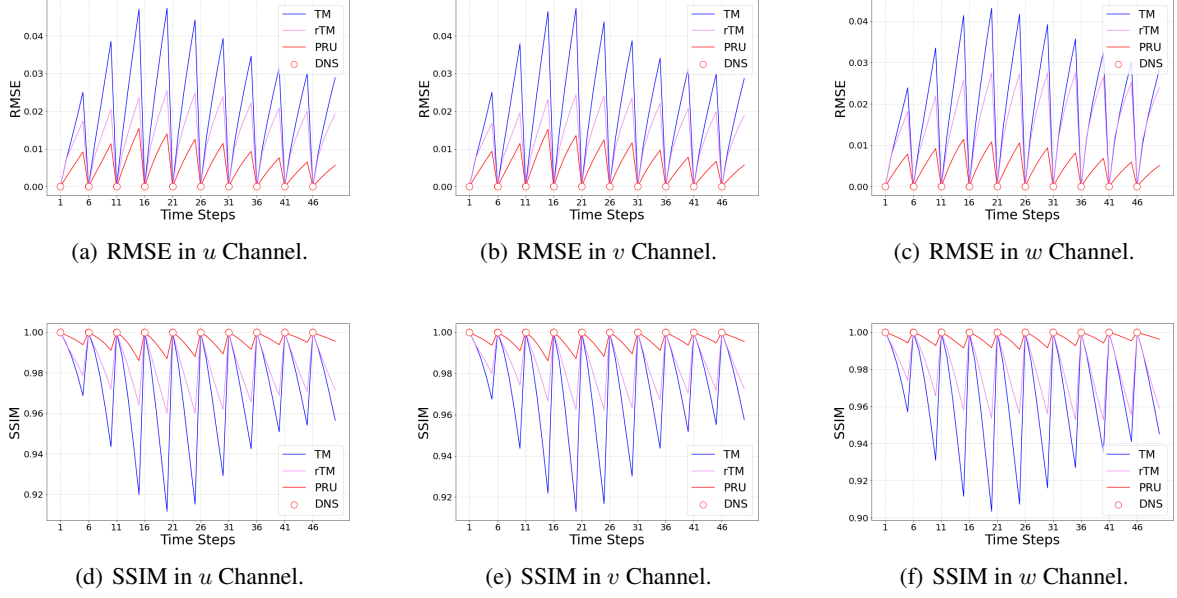 0.04
0.03
0.02
0.01
0.00
RMSE
TM
rTM
PRU
DNS
1 6 11 16 21 26 31 36 41 46
Time Steps
(a) RMSE in u Channel.
0.04
0.03
0.02
0.01
0.00
RMSE
TM
rTM
PRU
DNS
1 6 11 16 21 26 31 36 41 46
Time Steps
(b) RMSE in v Channel.
0.04
0.03
0.02
0.01
0.00
RMSE
TM
rTM
PRU
DNS
1 6 11 16 21 26 31 36 41 46
Time Steps
(c) RMSE in w Channel.
1.00
0.98
0.96
0.94
0.92
SSIM
TM
rTM
PRU
DNS
1 6 11 16 21 26 31 36 41 46
Time Steps
(d) SSIM in u Channel.
1.00
0.98
0.96
0.94
0.92
SSIM
TM
rTM
PRU
DNS
1 6 11 16 21 26 31 36 41 46
Time Steps
(e) SSIM in v Channel.
1.00
0.98
0.96
0.94
0.92
0.90
SSIM
TM
rTM
PRU
DNS
1 6 11 16 21 26 31 36 41 46
Time Steps
(f) SSIM in w Channel.